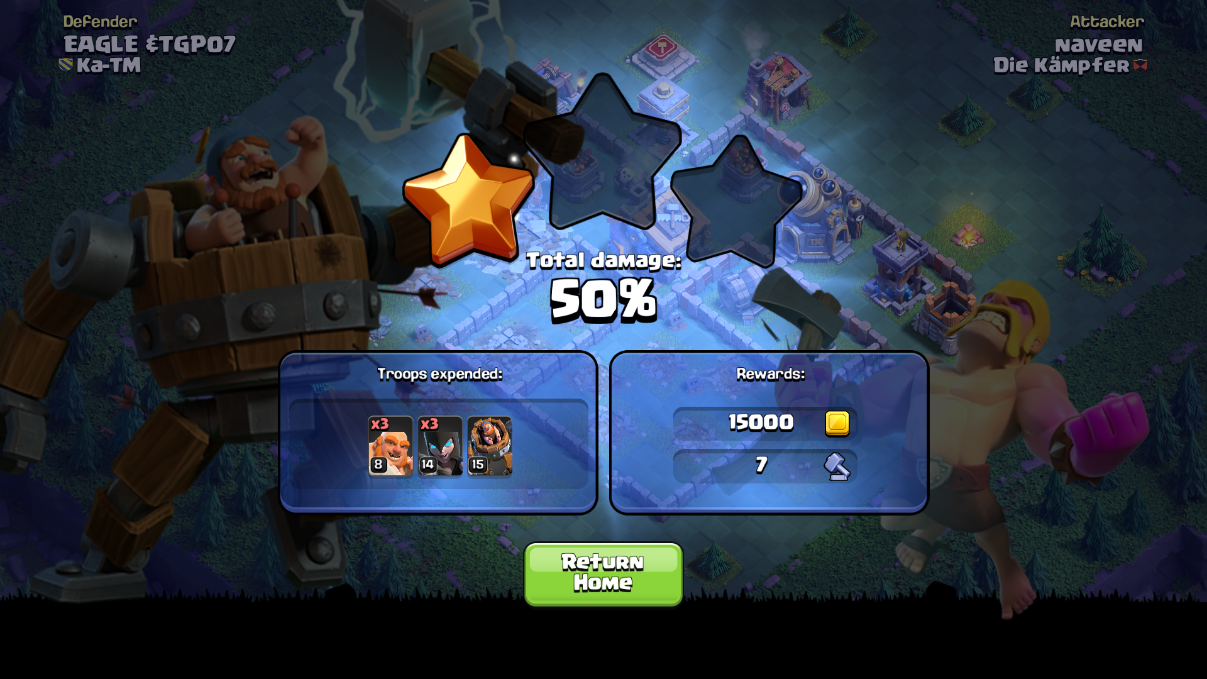 Defender
EAGLE &TGP07
Ka-TM
Attacker
naveen
Die Kämpfer
Total damage:
50%
Troops expended:
x3
x3
8
14
15
Rewards:
15000
7
Return
Home